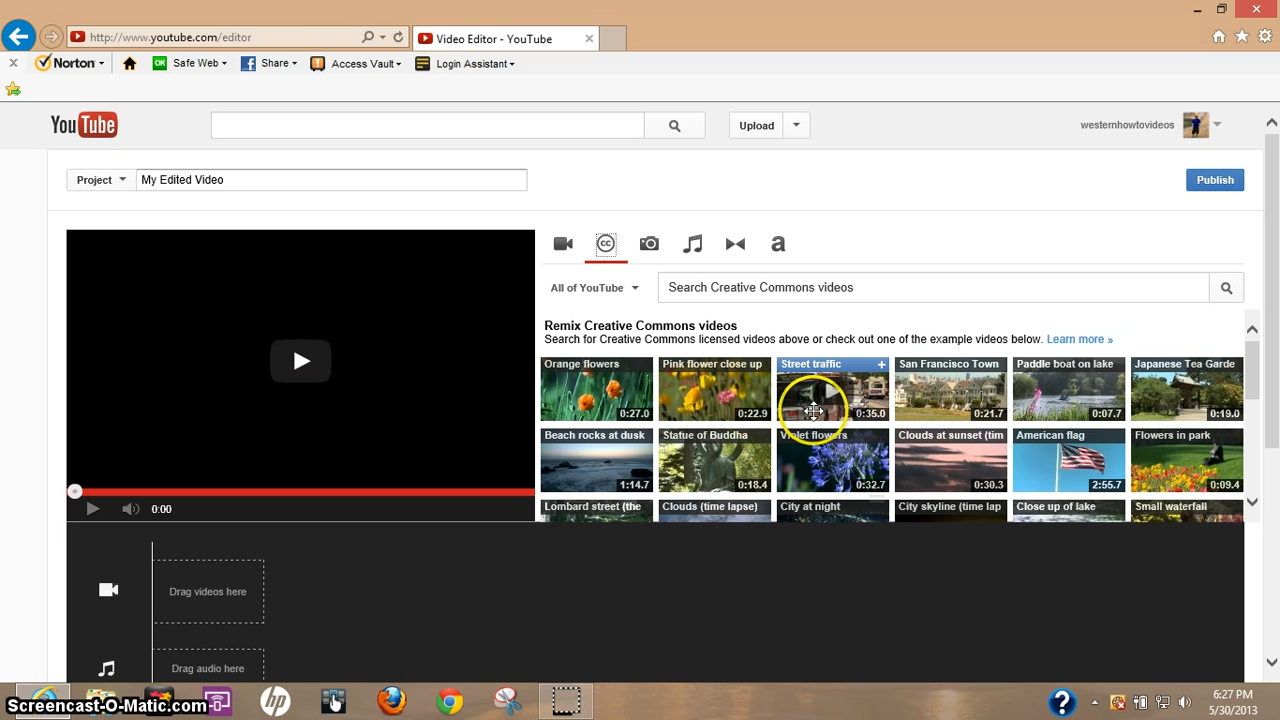 http://www.youtube.com/editor
Video Editor - YouTube
Norton
OK
Safe Web
Share
Access Vault
Login Assistant
YouTube
Upload
westernhowtovideos
Project
My Edited Video
Publish
cc
a
All of YouTube
Search Creative Commons videos
Remix Creative Commons videos
Search for Creative Commons licensed videos above or check out one of the example videos below. Learn more »
Orange flowers
Pink flower close up
Street traffic
San Francisco Town
Paddle boat on lake
Japanese Tea Garde
0:27.0
0:22.9
0:35.0
0:21.7
0:07.7
0:19.0
Beach rocks at dusk
Statue of Buddha
Violet flowers
Clouds at sunset (tim
American flag
Flowers in park
1:14.7
0:18.4
0:32.7
0:30.3
2:55.7
0:09.4
Lombard street (the
Clouds (time lapse)
City at night
City skyline (time lap
Close up of lake
Small waterfall
0:00
Drag videos here
Drag audio here
hp
?
6:27 PM
5/30/2013
Screencast-O-Matic.com